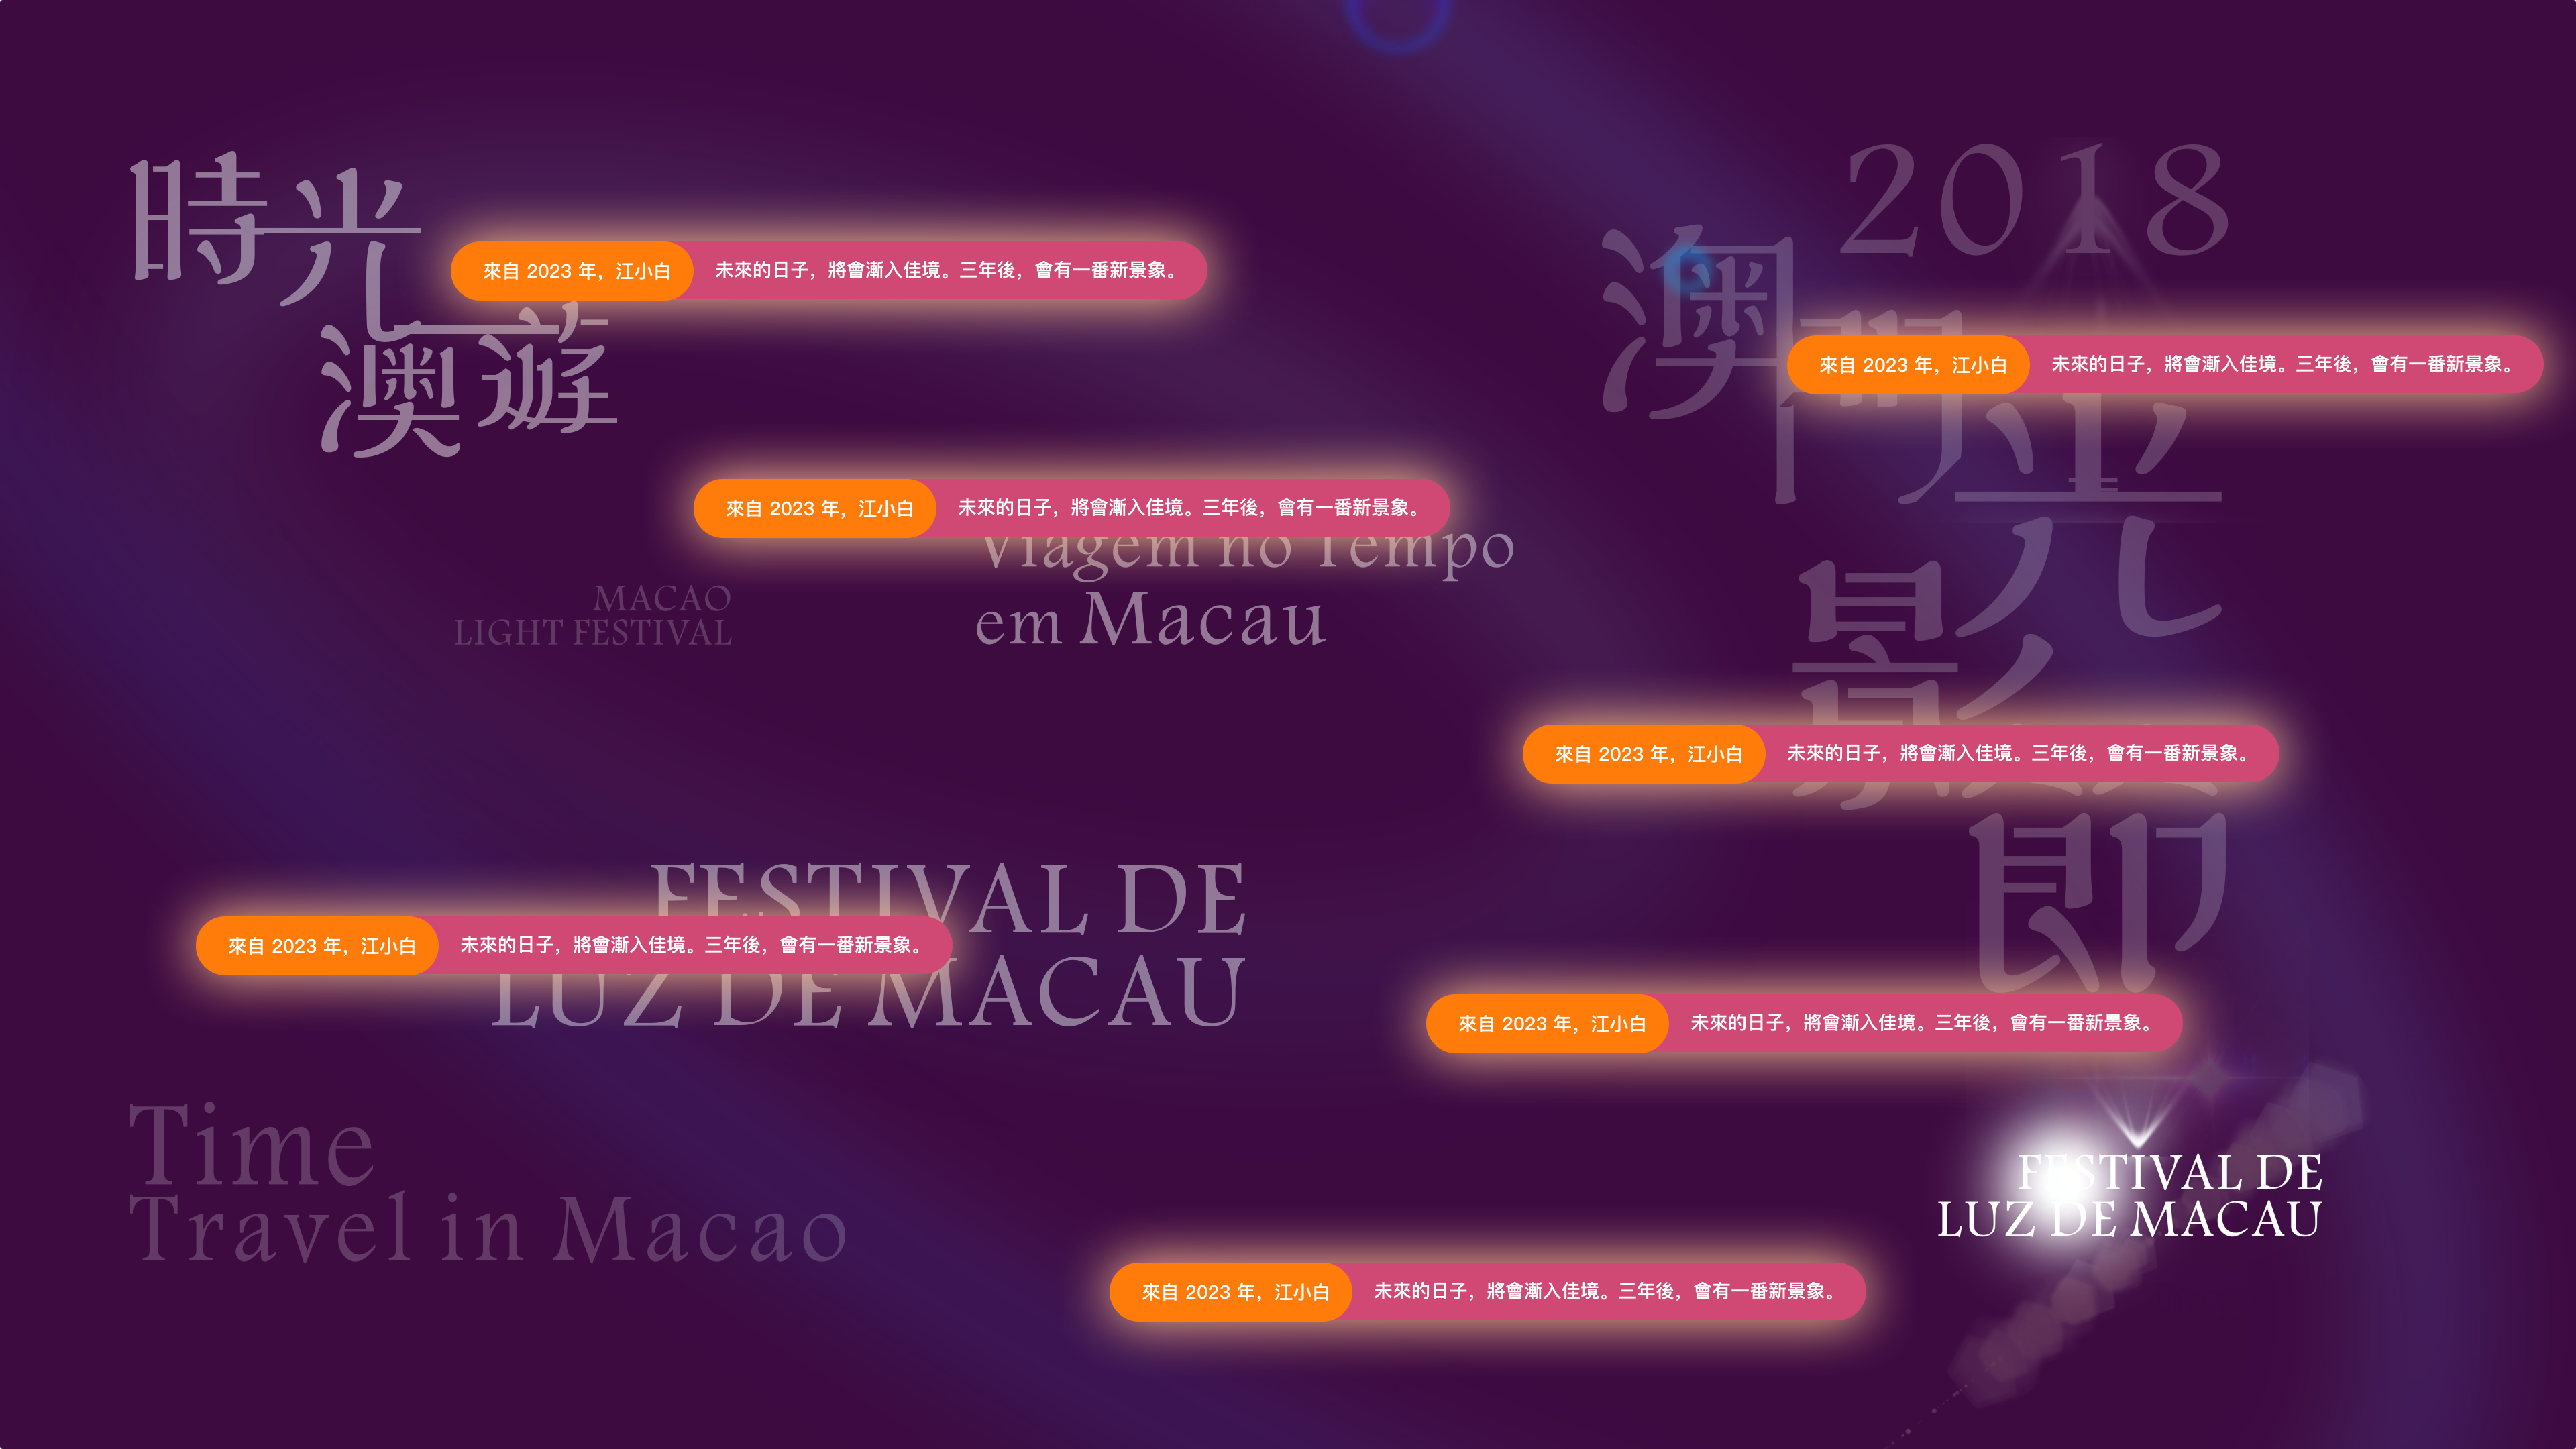 時光
澳遊
來自 2023 年，江小白 未來的日子，將會漸入佳境。三年後，會有一番新景象。
2018
澳門
來自 2023 年，江小白 未來的日子，將會漸入佳境。三年後，會有一番新景象。
光
影
來自 2023 年，江小白 未來的日子，將會漸入佳境。三年後，會有一番新景象。
Viagem no Tempo
em Macau
MACAO
LIGHT FESTIVAL
來自 2023 年，江小白 未來的日子，將會漸入佳境。三年後，會有一番新景象。
FESTIVAL DE
來自 2023 年，江小白 未來的日子，將會漸入佳境。三年後，會有一番新景象。
LUZ DE MACAU
來自 2023 年，江小白 未來的日子，將會漸入佳境。三年後，會有一番新景象。
Time
Travel in Macao
FESTIVAL DE
LUZ DE MACAU
來自 2023 年，江小白 未來的日子，將會漸入佳境。三年後，會有一番新景象。